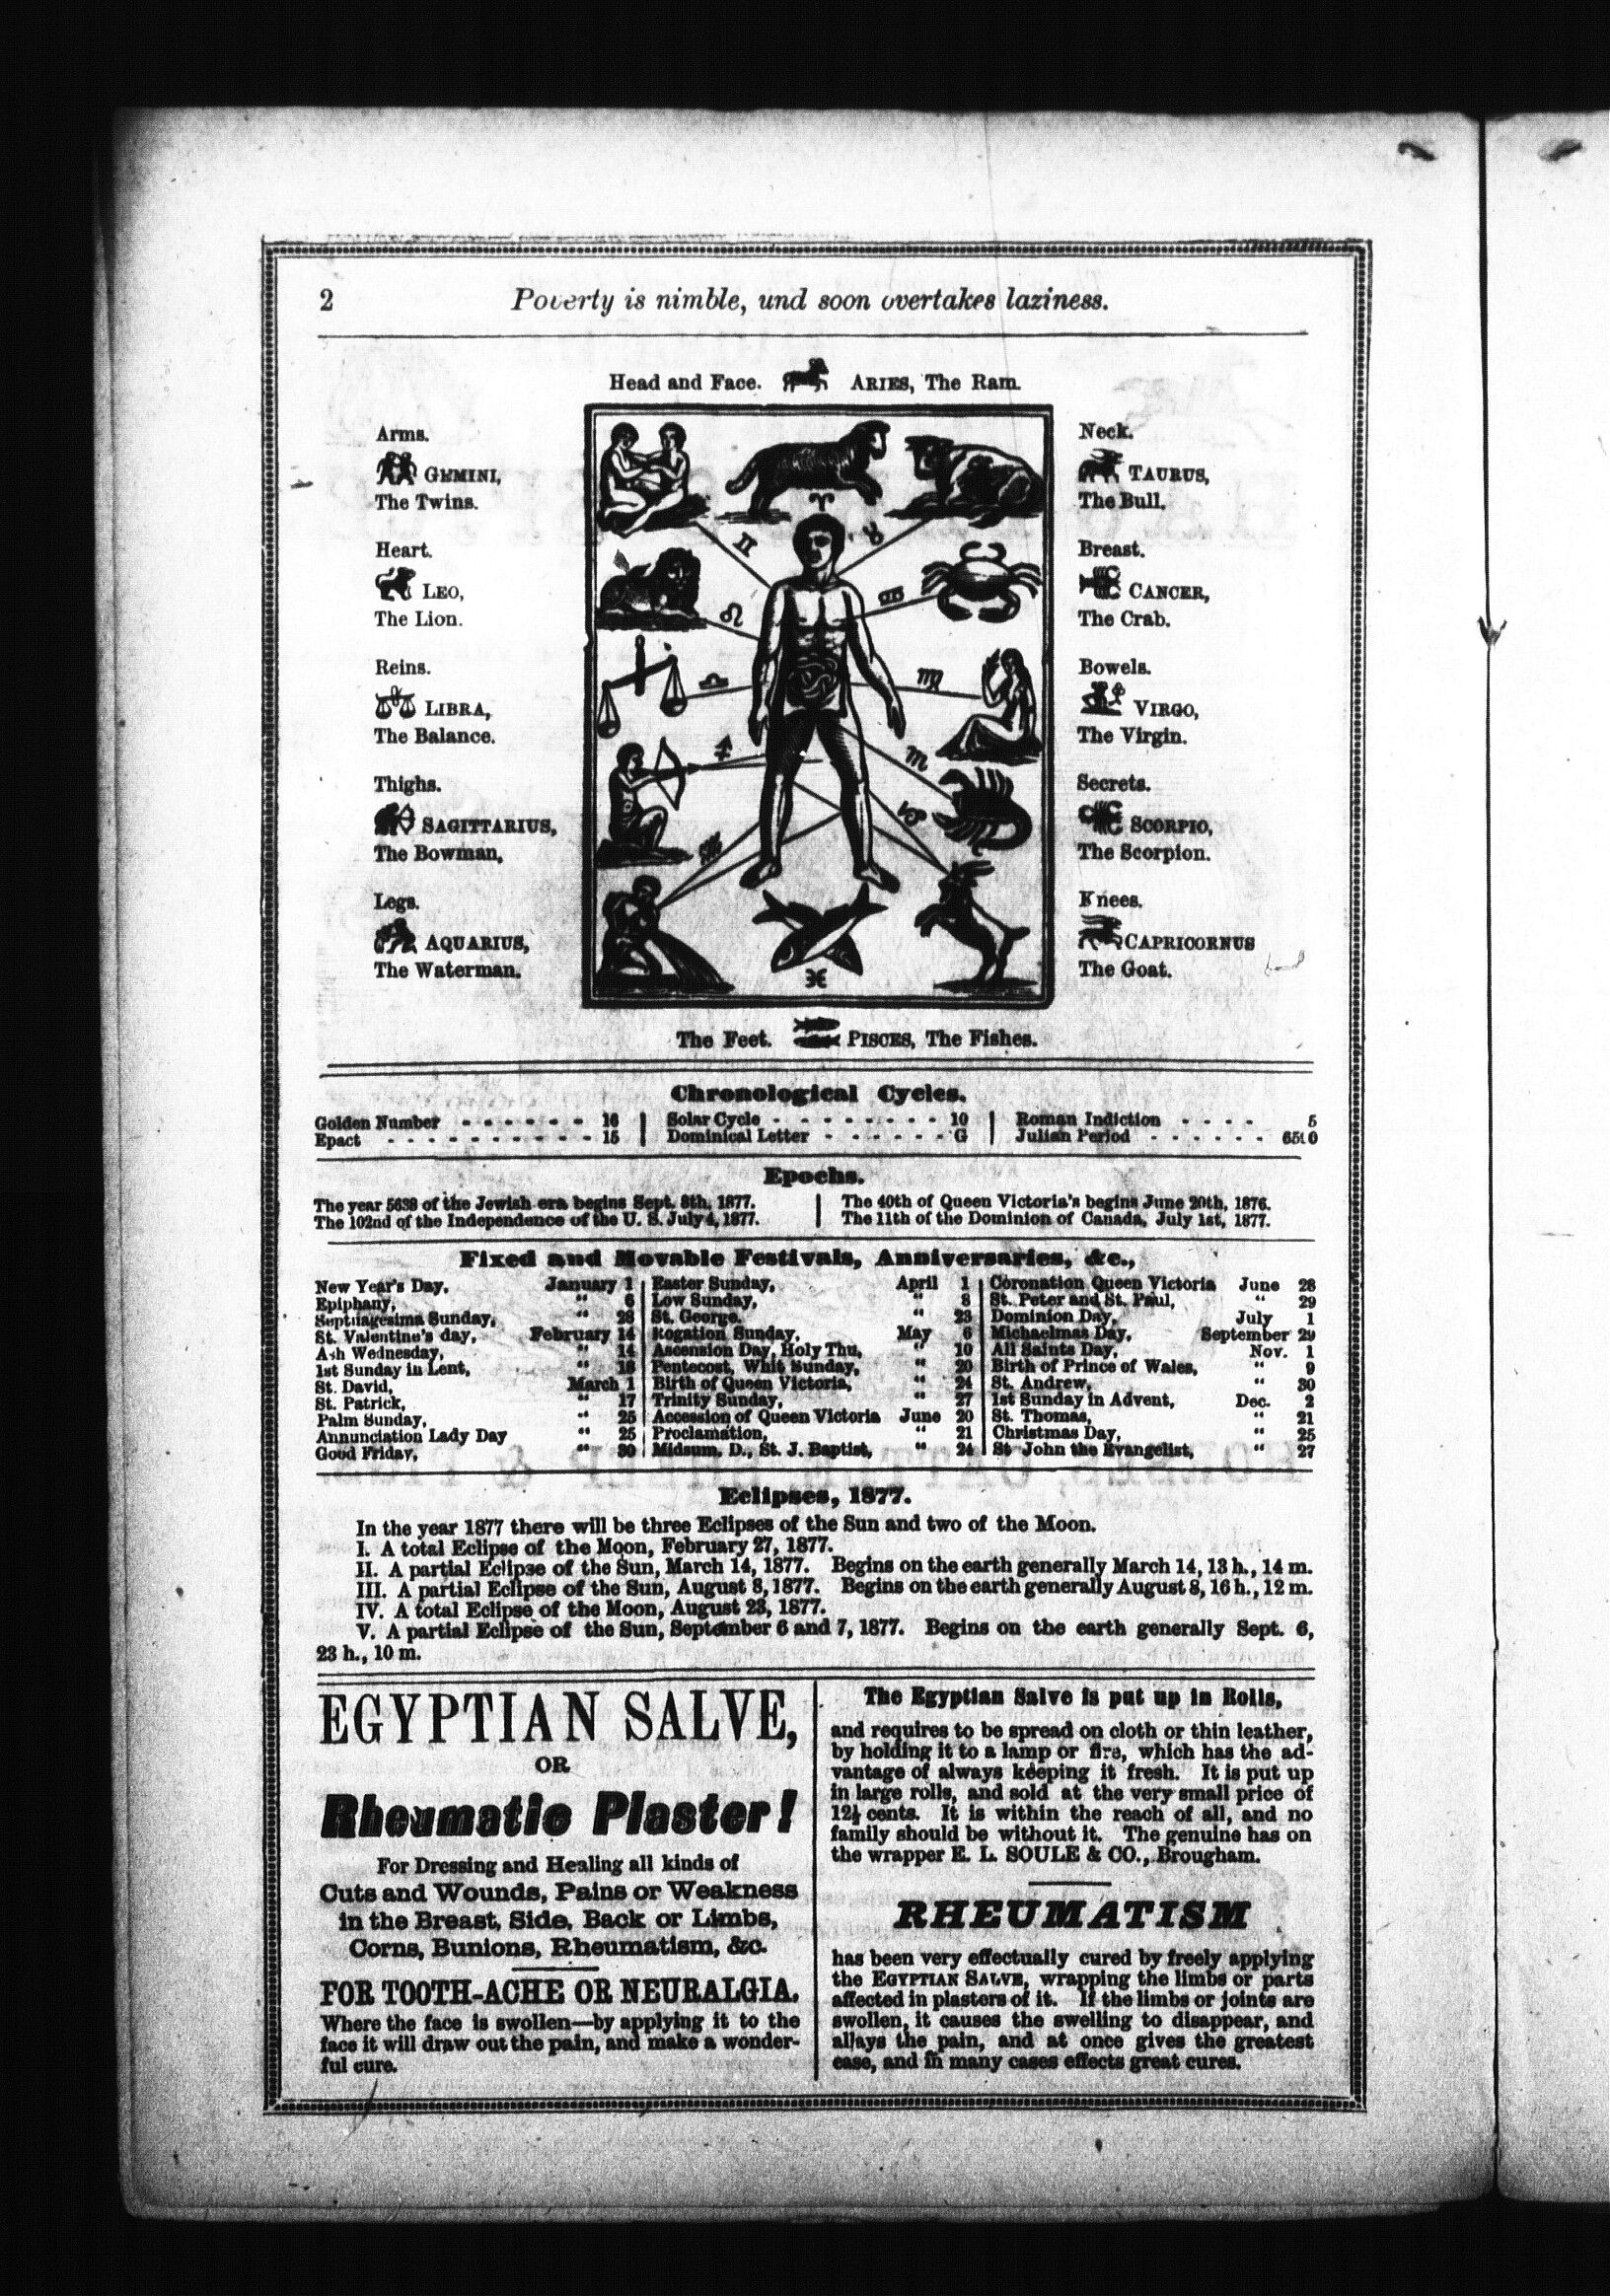 2 Poverty is nimble, und soon overtakes laziness.
Head and Face. ARIES, The Ram.
Arms.
GEMINI,
The Twins.
Heart.
LEO,
The Lion.
Reins.
LIBRA,
The Balance.
Thighs.
SAGITTARIUS,
The Bowman,
Legs.
AQUARIUS,
The Waterman.
Neck.
TAURUS,
The Bull.
Breast.
CANCER,
The Crab.
Bowels.
VIRGO,
The Virgin.
Secrets.
SCORPIO,
The Scorpion.
Knees.
CAPRICORNUS
The Goat.
♈
♊ ♉
♌ ♋
♎ ♍
♐ ♏
♒ ♑
♓
The Feet. PISCES, The Fishes.
Chronological Cycles.
Golden Number - - - - - - - 16
Epact - - - - - - - - - - 15
Solar Cycle - - - - - - - - - 10
Dominical Letter - - - - - - G
Roman Indiction - - - - 5
Julian Period - - - - - -
Epochs.
The year 5638 of the Jewish era begins Sept. 8th, 1877.
The 102nd of the Independence of the U. S. July 4, 1877.
The 40th of Queen Victoria's begins June 20th, 1876.
The 11th of the Dominion of Canada, July 1st, 1877.
Fixed and Movable Festivals, Anniversaries, &c.,
New Year's Day, January 1
Epiphany, " 6
Septuagesima Sunday, " 28
St. Valentine's day, February 14
Ash Wednesday, " 14
1st Sunday in Lent, " 18
St. David, March 1
St. Patrick, " 17
Palm Sunday, " 25
Annunciation Lady Day " 25
Good Friday, " 30
Easter Sunday, April 1
Low Sunday, " 8
St. George. " 23
Rogation Sunday, May 6
Ascension Day, Holy Thu, " 10
Pentecost, Whit Sunday, " 20
Birth of Queen Victoria, " 24
Trinity Sunday, " 27
Accession of Queen Victoria June 20
Proclamation, " 21
Midsum. D., St. J. Baptist, " 24
Coronation Queen Victoria June 28
St. Peter and St. Paul, " 29
Dominion Day, July 1
Michaelmas Day, September 29
All Saints Day, Nov. 1
Birth of Prince of Wales, " 9
St. Andrew, " 30
1st Sunday in Advent, Dec. 2
St. Thomas, " 21
Christmas Day, " 25
St John the Evangelist, " 27
Eclipses, 1877.
In the year 1877 there will be three Eclipses of the Sun and two of the Moon.
I. A total Eclipse of the Moon, February 27, 1877.
II. A partial Eclipse of the Sun, March 14, 1877. Begins on the earth generally March 14, 13 h., 14 m.
III. A partial Eclipse of the Sun, August 8, 1877. Begins on the earth generally August 8, 16 h., 12 m.
IV. A total Eclipse of the Moon, August 23, 1877.
V. A partial Eclipse of the Sun, September 6 and 7, 1877. Begins on the earth generally Sept. 6,
23 h., 10 m.
EGYPTIAN SALVE,
OR
Rheumatic Plaster!
For Dressing and Healing all kinds of
Cuts and Wounds, Pains or Weakness
in the Breast, Side, Back or Limbs,
Corns, Bunions, Rheumatism, &c.
FOR TOOTH-ACHE OR NEURALGIA.
Where the face is swollen—by applying it to the
face it will draw out the pain, and make a wonder-
ful cure.
The Egyptian Salve is put up in Rolls,
and requires to be spread on cloth or thin leather,
by holding it to a lamp or fire, which has the ad-
vantage of always keeping it fresh. It is put up
in large rolls, and sold at the very small price of
12½ cents. It is within the reach of all, and no
family should be without it. The genuine has on
the wrapper E. L. SOULE & CO., Brougham.
RHEUMATISM
has been very effectually cured by freely applying
the EGYPTIAN SALVE, wrapping the limbs or parts
affected in plasters of it. If the limbs or joints are
swollen, it causes the swelling to disappear, and
allays the pain, and at once gives the greatest
ease, and in many cases effects great cures.